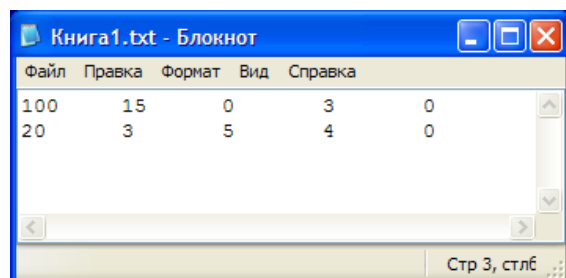 Книга1.txt - Блокнот
Файл Правка Формат Вид Справка
100 15 0 3 0
20 3 5 4 0
Стр 3, стлб